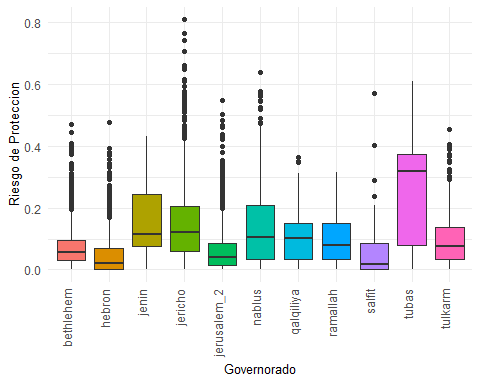 0.8
0.6
0.4
0.2
0.0
Riesgo de Proteccion
bethlehem
hebron
jenin
jericho
jerusalem_2
nablus
qalqiliya
ramallah
salfit
tubas
tulkarm
Governorado